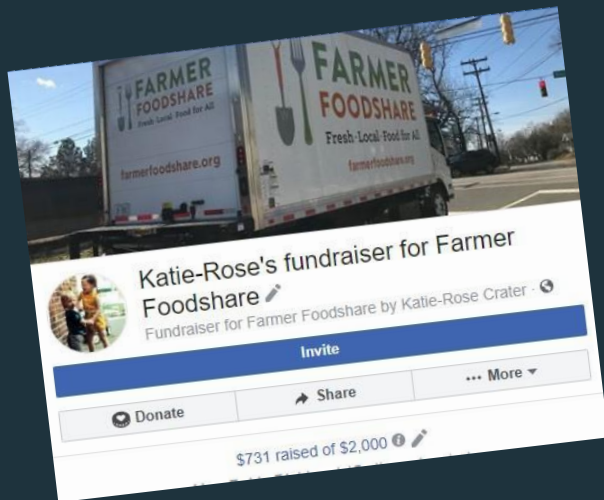 FARMER
FOODSHARE
Fresh · Local · Food for All
farmerfoodshare.org
FARMER
FOODSHARE
Fresh · Local · Food for All
farmerfoodshare.org
Katie-Rose's fundraiser for Farmer
Foodshare
Fundraiser for Farmer Foodshare by Katie-Rose Crater ·
Invite
Donate
Share
••• More
$731 raised of $2,000